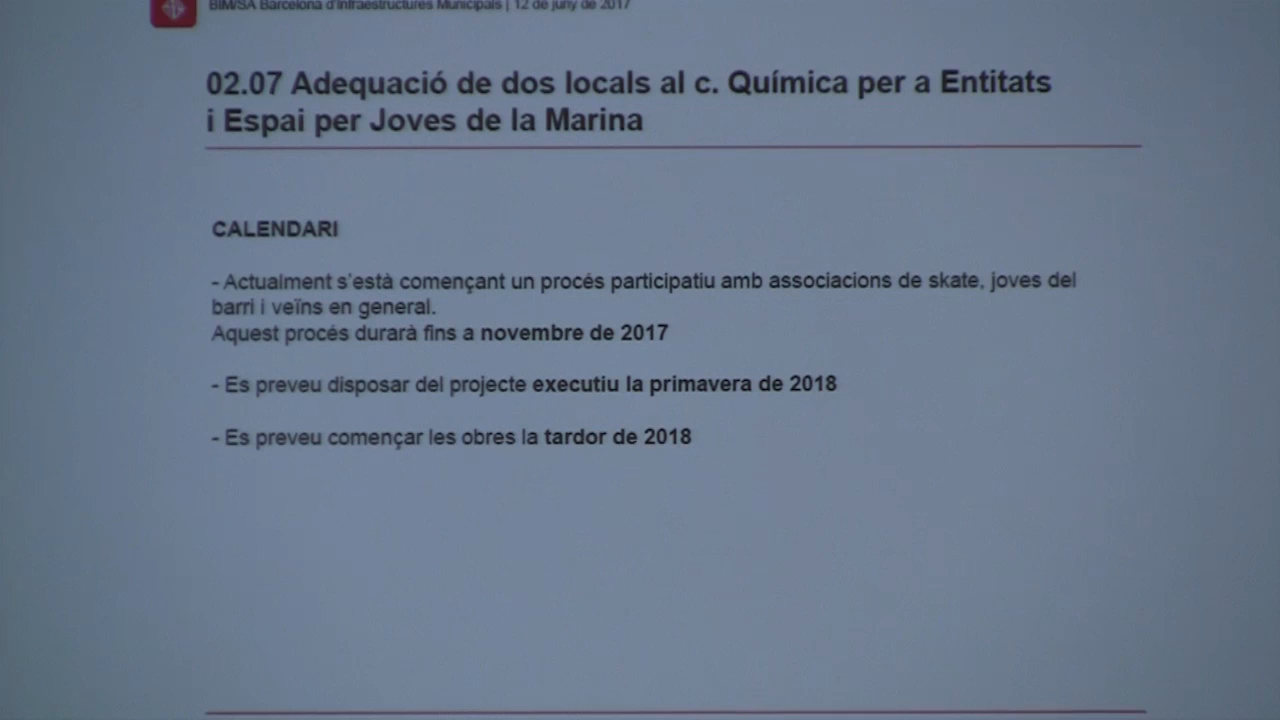 BIM/SA Barcelona d'Infraestructures Municipals | 12 de juny de 2017
02.07 Adequació de dos locals al c. Química per a Entitats
i Espai per Joves de la Marina
CALENDARI
- Actualment s'està començant un procés participatiu amb associacions de skate, joves del
barri i veïns en general.
Aquest procés durarà fins a novembre de 2017
- Es preveu disposar del projecte executiu la primavera de 2018
- Es preveu començar les obres la tardor de 2018